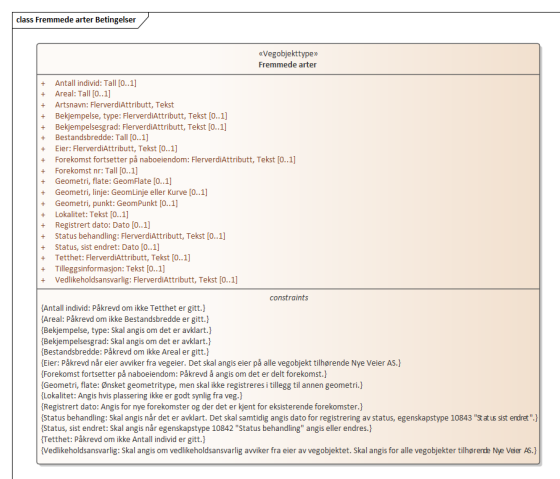 class Fremmede arter Betingelser
«Vegobjekttype»
Fremmede arter
+ Antall individ: Tall [0..1]
+ Areal: Tall [0..1]
+ Artsnavn: FlerverdiAttributt, Tekst
+ Bekjempelse, type: FlerverdiAttributt, Tekst [0..1]
+ Bekjempelsesgrad: FlerverdiAttributt, Tekst [0..1]
+ Bestandsbredde: Tall [0..1]
+ Eier: FlerverdiAttributt, Tekst [0..1]
+ Forekomst fortsetter på naboeiendom: FlerverdiAttributt, Tekst [0..1]
+ Forekomst nr: Tall [0..1]
+ Geometri, flate: GeomFlate [0..1]
+ Geometri, linje: GeomLinje eller Kurve [0..1]
+ Geometri, punkt: GeomPunkt [0..1]
+ Lokalitet: Tekst [0..1]
+ Registrert dato: Dato [0..1]
+ Status behandling: FlerverdiAttributt, Tekst [0..1]
+ Status, sist endret: Dato [0..1]
+ Tetthet: FlerverdiAttributt, Tekst [0..1]
+ Tilleggsinformasjon: Tekst [0..1]
+ Vedlikeholdsansvarlig: FlerverdiAttributt, Tekst [0..1]
constraints
{Antall individ: Påkrevd om ikke Tetthet er gitt.}
{Areal: Påkrevd om ikke Bestandsbredde er gitt.}
{Bekjempelse, type: Skal angis om det er avklart.}
{Bekjempelsesgrad: Skal angis om det er avklart.}
{Bestandsbredde: Påkrevd om ikke Areal er gitt.}
{Eier: Påkrevd når eier avviker fra vegeier. Det skal angis eier på alle vegobjekt tilhørende Nye Veier AS.}
{Forekomst fortsetter på naboeiendom: Påkrevd å angis om det er delt forekomst.}
{Geometri, flate: Ønsket geometritype, men skal ikke registreres i tillegg til annen geometri.}
{Lokalitet: Angis hvis plassering ikke er godt synlig fra veg.}
{Registrert dato: Angis for nye forekomster og der det er kjent for eksisterende forekomster.}
{Status behandling: Skal angis når det er avklart. Det skal samtidig angis dato for registrering av status, egenskapstype 10843 "Status sist endret".}
{Status, sist endret: Skal angis når egenskapstype 10842 "Status behandling" angis eller endres.}
{Tetthet: Påkrevd om ikke Antall individ er gitt.}
{Vedlikeholdsansvarlig: Skal angis om vedlikeholdsansvarlig avviker fra eier av vegobjektet. Skal angis for alle vegobjekter tilhørende Nye Veier AS.}